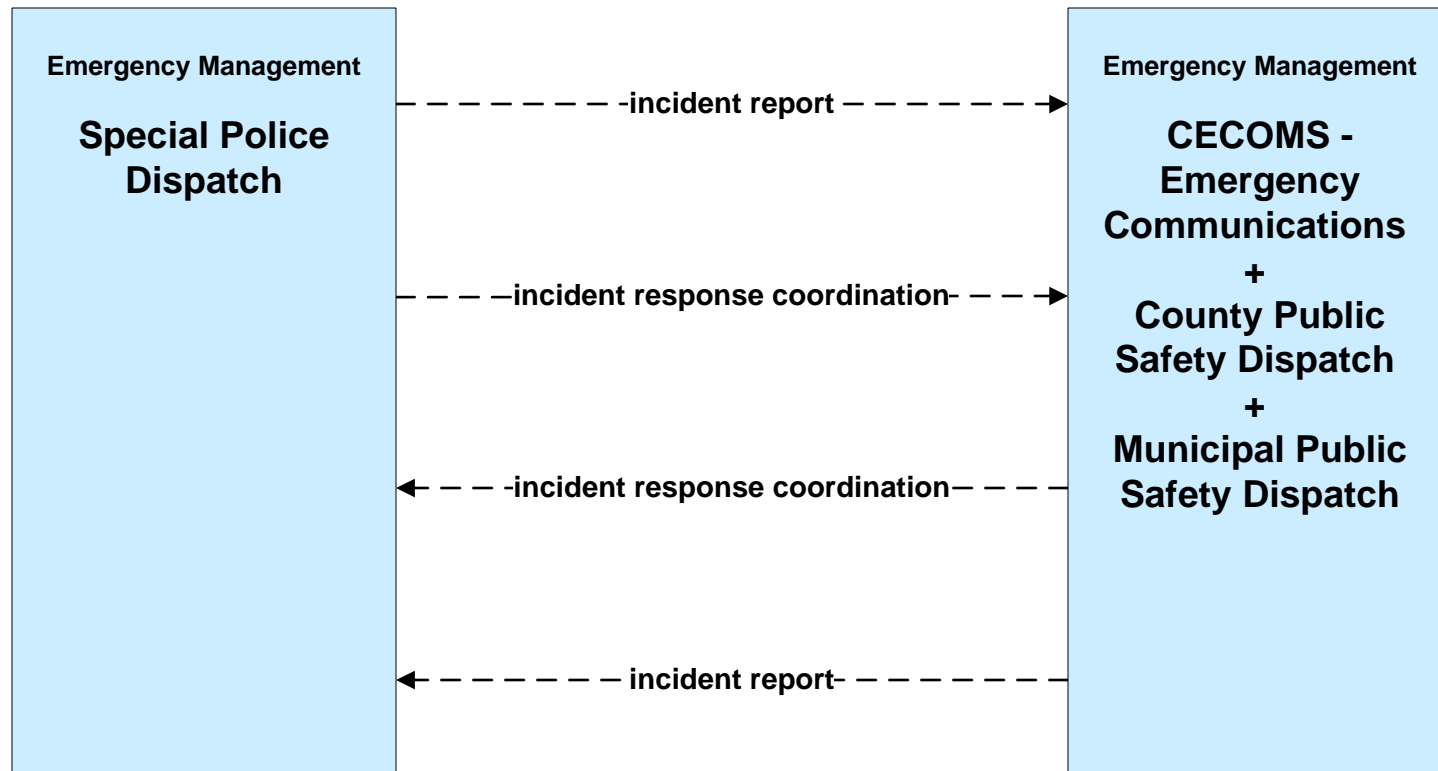 Emergency Management
Special Police
Dispatch
incident report
incident response coordination
incident response coordination
incident report
Emergency Management
CECOMS -
Emergency
Communications
+
County Public
Safety Dispatch
+
Municipal Public
Safety Dispatch